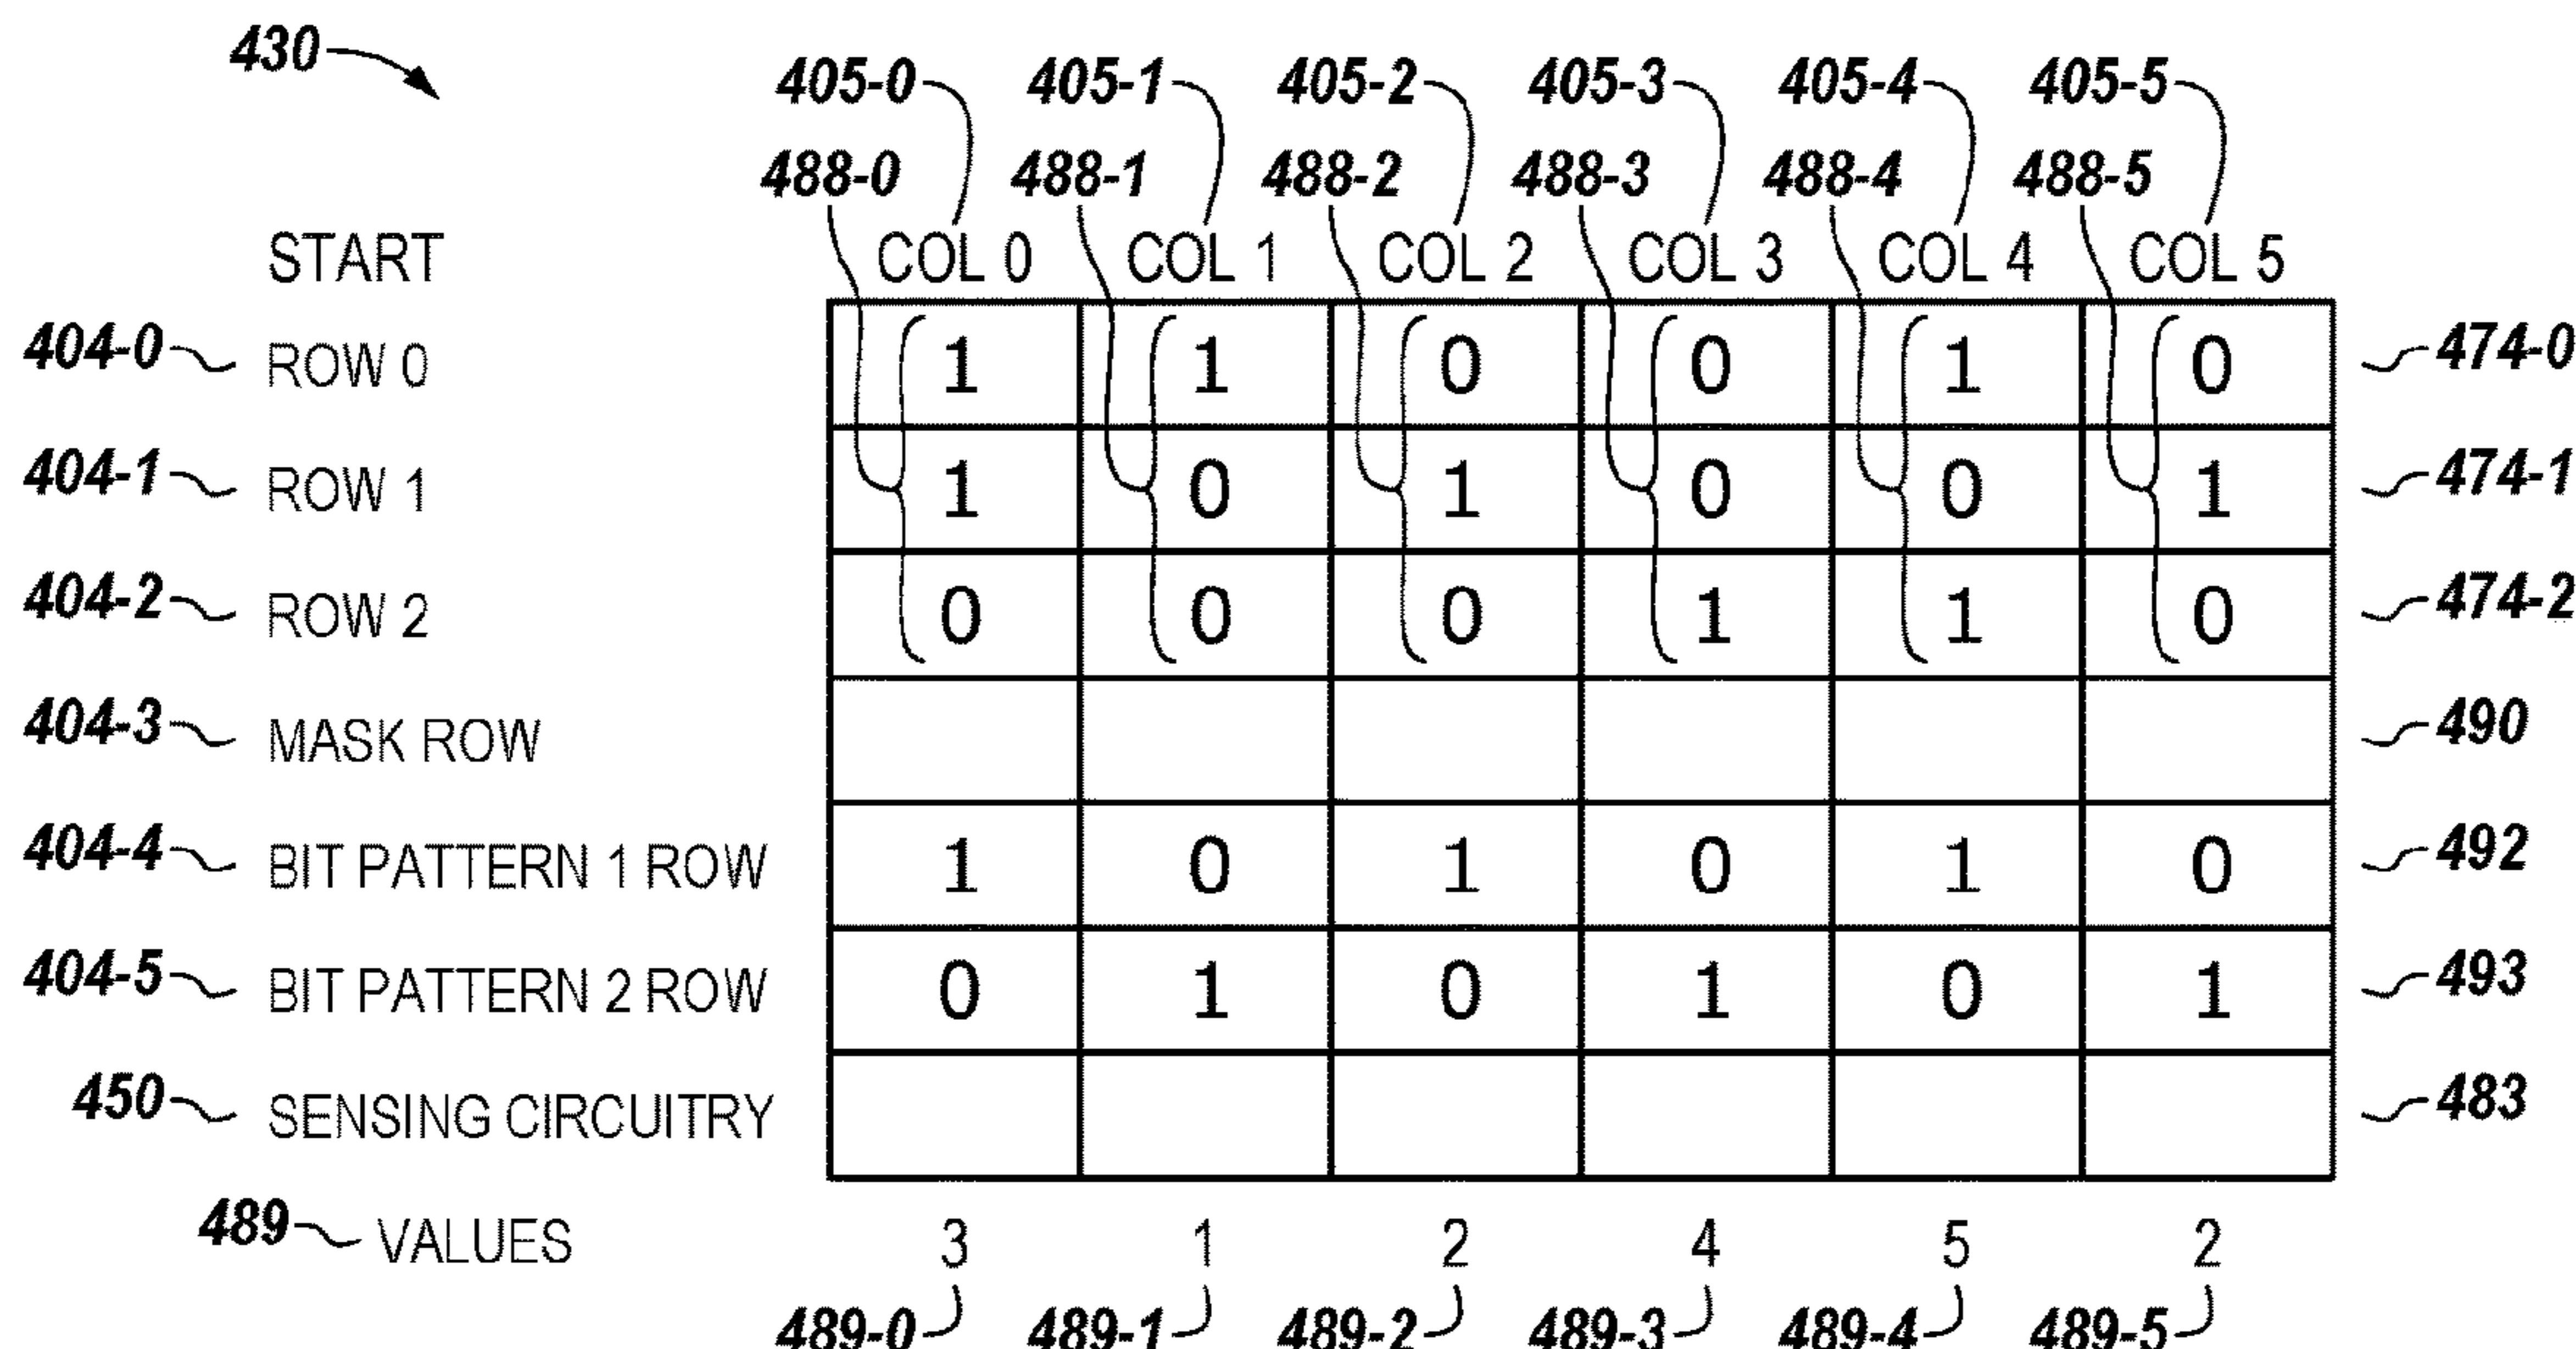 430
405-0 405-1 405-2 405-3 405-4 405-5
488-0 488-1 488-2 488-3 488-4 488-5
START COL 0 COL 1 COL 2 COL 3 COL 4 COL 5
404-0 ROW 0 1 1 0 0 1 0 474-0
404-1 ROW 1 1 0 1 0 0 1 474-1
404-2 ROW 2 0 0 0 1 1 0 474-2
404-3 MASK ROW 490
404-4 BIT PATTERN 1 ROW 1 0 1 0 1 0 492
404-5 BIT PATTERN 2 ROW 0 1 0 1 0 1 493
450 SENSING CIRCUITRY 483
489 VALUES 3 1 2 4 5 2
489-0 489-1 489-2 489-3 489-4 489-5